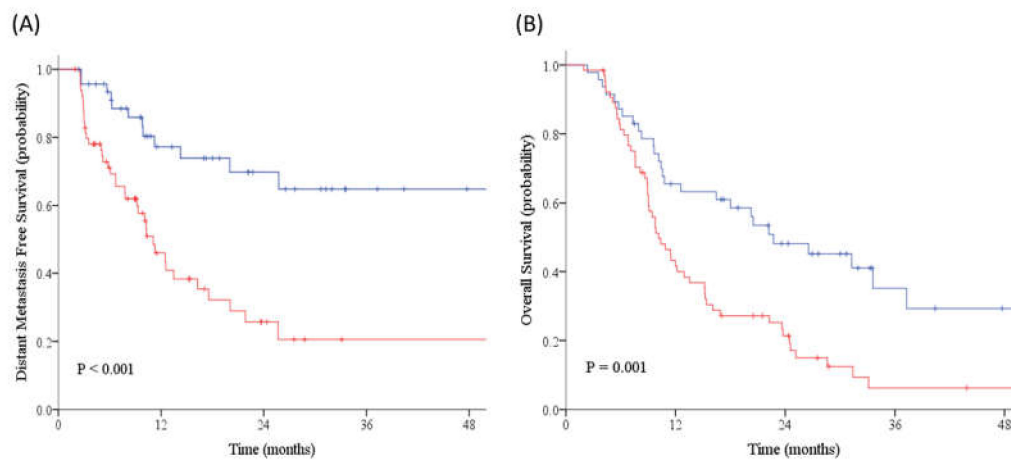 (A)
Distant Metastasis Free Survival (probability)
1.0
0.8
0.6
0.4
0.2
0.0
P < 0.001
0 12 24 36 48
Time (months)
(B)
Overall Survival (probability)
1.0
0.8
0.6
0.4
0.2
0.0
P = 0.001
0 12 24 36 48
Time (months)